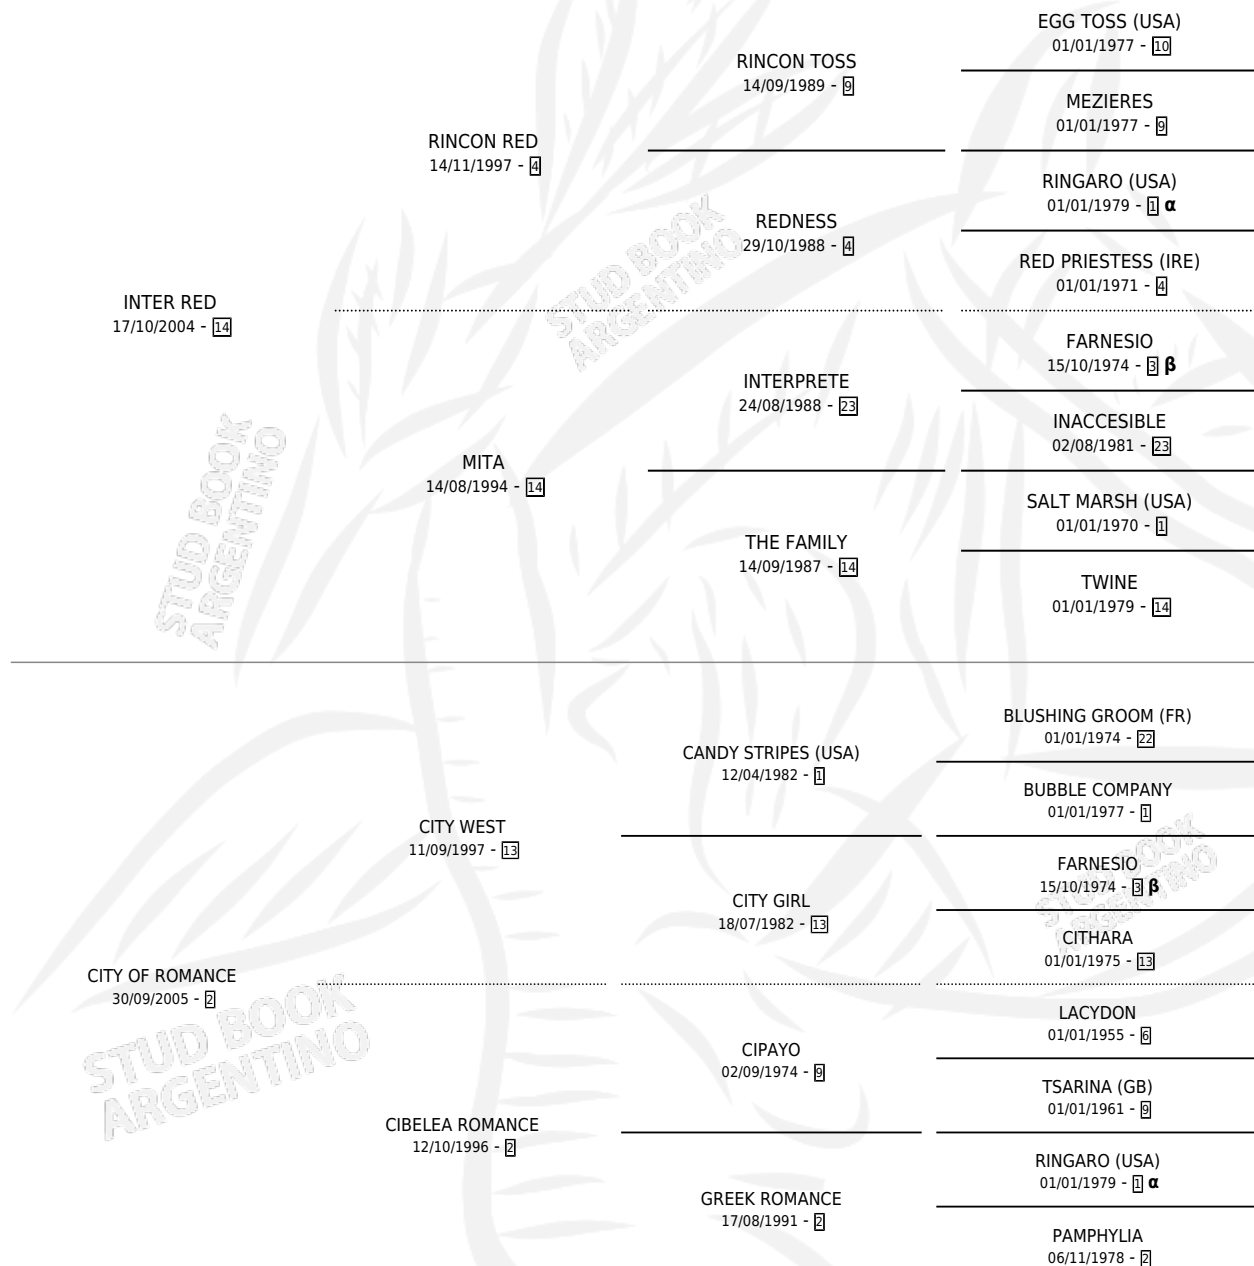 EGG TOSS (USA)
01/01/1977 - 10
RINCON TOSS
14/09/1989 - 9
MEZIERES
01/01/1977 - 9
RINCON RED
14/11/1997 - 4
RINGARO (USA)
01/01/1979 - 1 α
REDNESS
29/10/1988 - 4
RED PRIESTESS (IRE)
01/01/1971 - 4
INTER RED
17/10/2004 - 14
FARNESIO
15/10/1974 - 3 β
INTERPRETE
24/08/1988 - 23
INACCESIBLE
02/08/1981 - 23
MITA
14/08/1994 - 14
SALT MARSH (USA)
01/01/1970 - 1
THE FAMILY
14/09/1987 - 14
TWINE
01/01/1979 - 14
BLUSHING GROOM (FR)
01/01/1974 - 22
CANDY STRIPES (USA)
12/04/1982 - 1
BUBBLE COMPANY
01/01/1977 - 1
CITY WEST
11/09/1997 - 13
FARNESIO
15/10/1974 - 3 β
CITY GIRL
18/07/1982 - 13
CITHARA
01/01/1975 - 13
CITY OF ROMANCE
30/09/2005 - 2
LACYDON
01/01/1955 - 6
CIPAYO
02/09/1974 - 9
TSARINA (GB)
01/01/1961 - 9
CIBELEA ROMANCE
12/10/1996 - 2
RINGARO (USA)
01/01/1979 - 1 α
GREEK ROMANCE
17/08/1991 - 2
PAMPHYLIA
06/11/1978 - 2
STUD BOOK
ARGENTINO
STUD BOOK
ARGENTINO
STUD BOOK
ARGENTINO
STUD BOOK
ARGENTINO